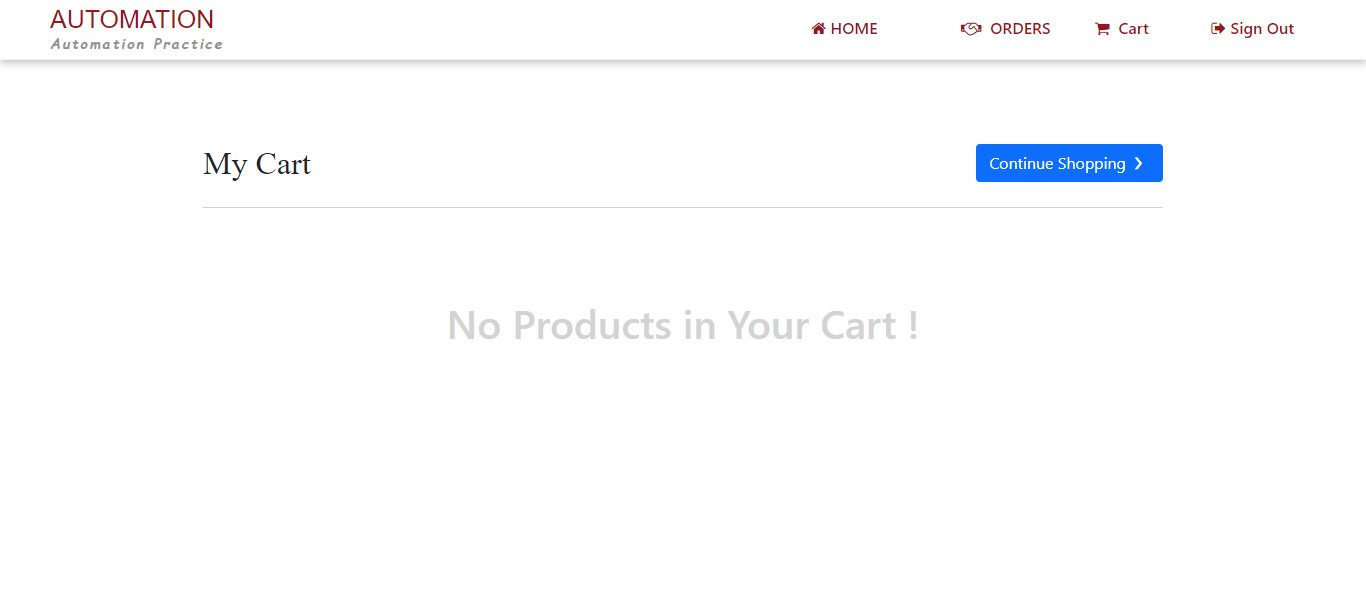 AUTOMATION
Automation Practice
HOME
ORDERS
Cart
Sign Out
My Cart
Continue Shopping ❯
No Products in Your Cart !